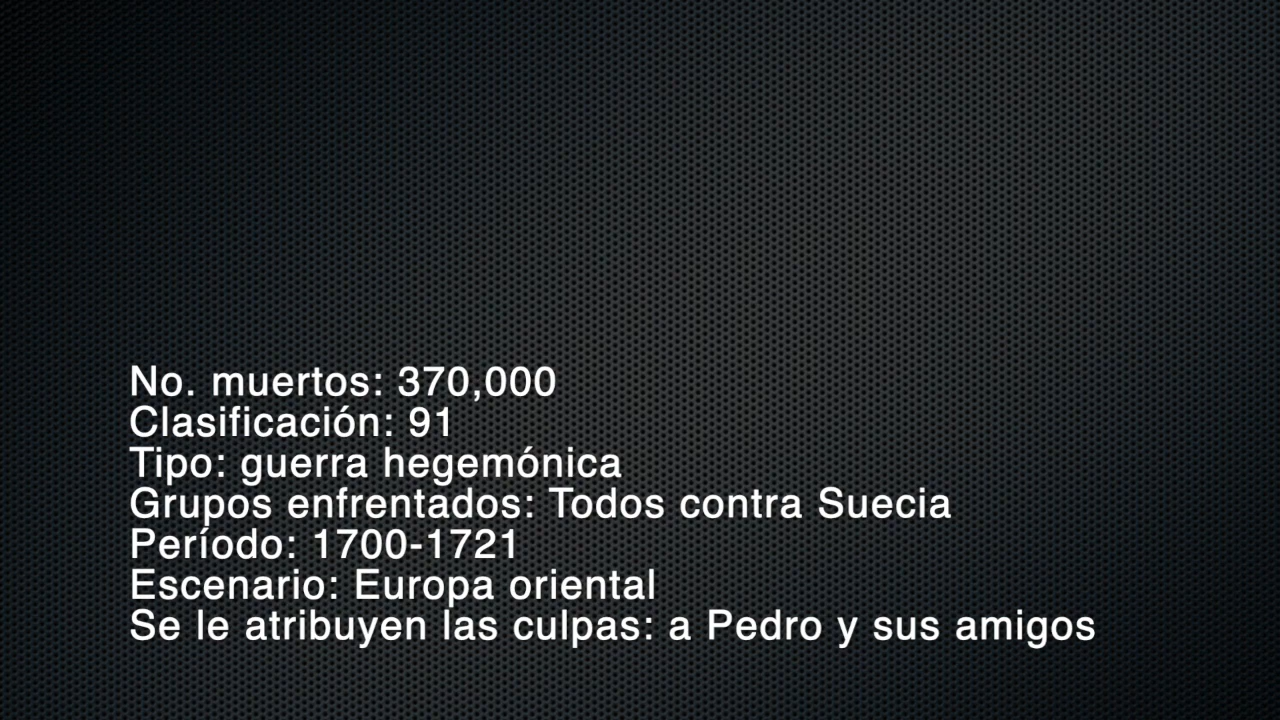 No. muertos: 370,000
Clasificación: 91
Tipo: guerra hegemónica
Grupos enfrentados: Todos contra Suecia
Período: 1700-1721
Escenario: Europa oriental
Se le atribuyen las culpas: a Pedro y sus amigos